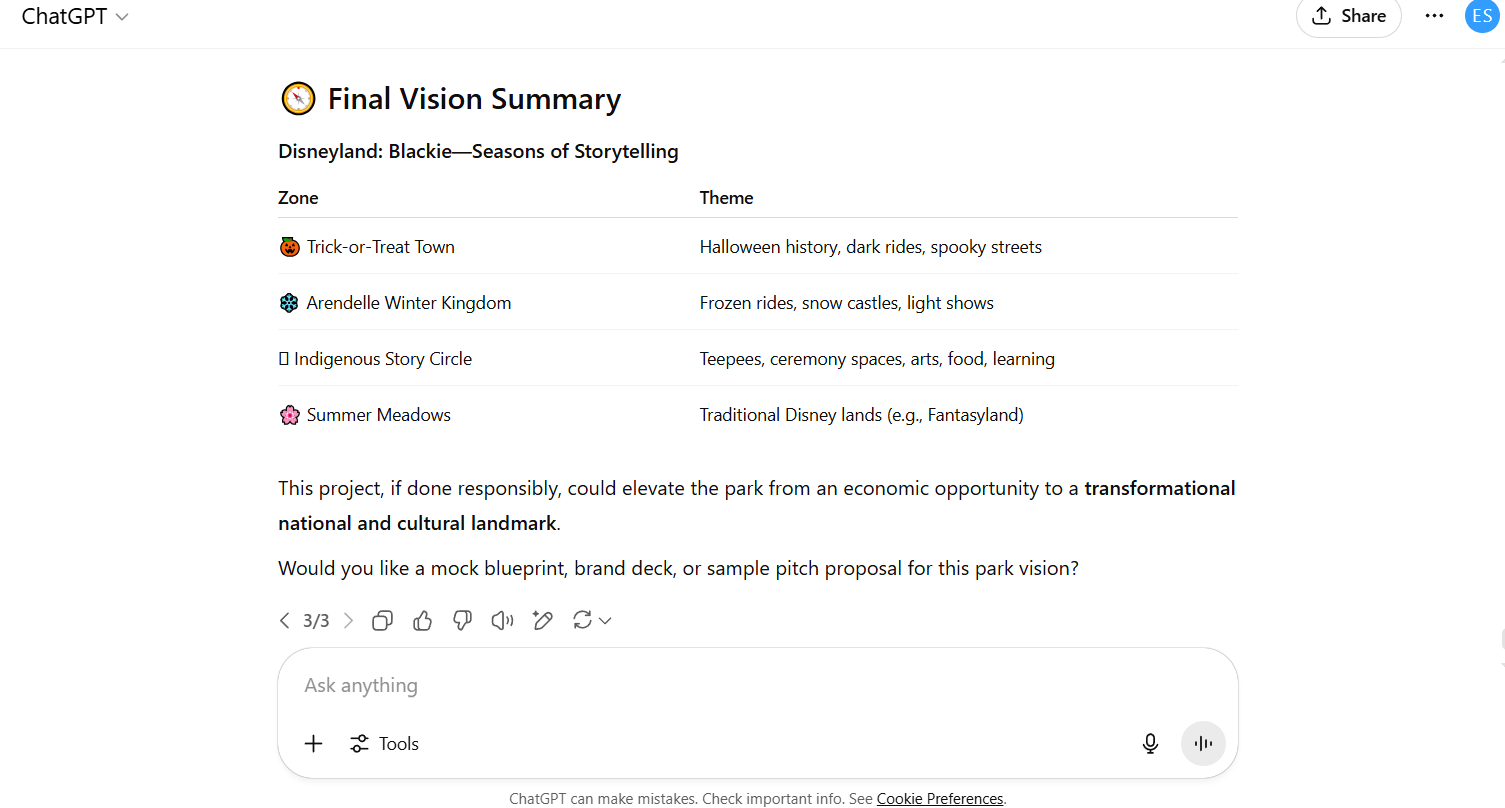 ChatGPT
Share
ES
Final Vision Summary
Disneyland: Blackie—Seasons of Storytelling
Zone Theme
Trick-or-Treat Town Halloween history, dark rides, spooky streets
Arendelle Winter Kingdom Frozen rides, snow castles, light shows
Indigenous Story Circle Teepees, ceremony spaces, arts, food, learning
Summer Meadows Traditional Disney lands (e.g., Fantasyland)
This project, if done responsibly, could elevate the park from an economic opportunity to a transformational
national and cultural landmark.
Would you like a mock blueprint, brand deck, or sample pitch proposal for this park vision?
3/3
Ask anything
Tools
ChatGPT can make mistakes. Check important info. See Cookie Preferences.